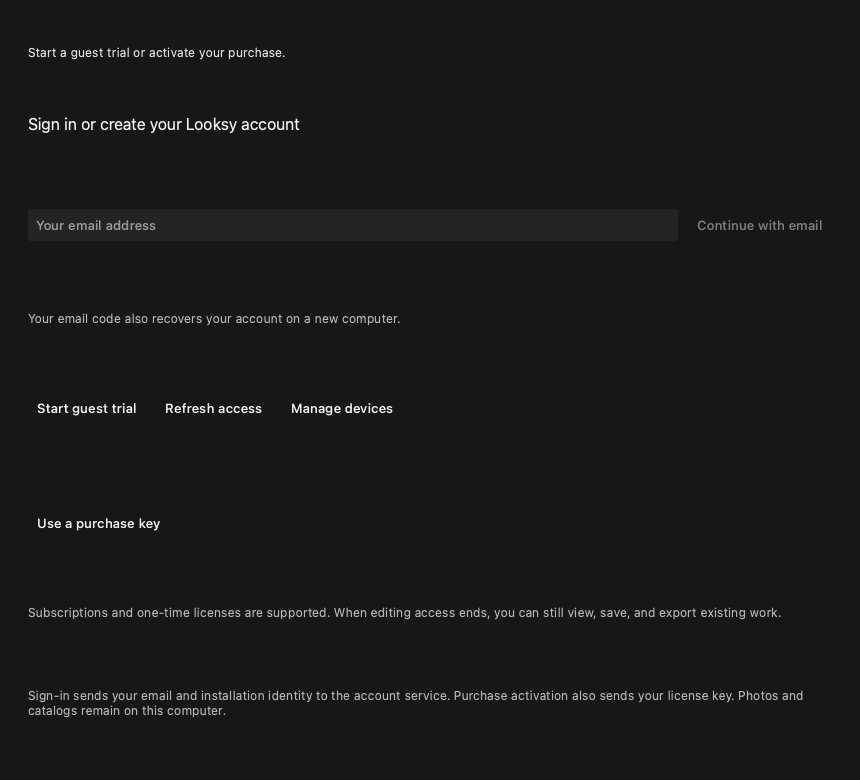 Start a guest trial or activate your purchase.
Sign in or create your Looksy account
Your email address
Continue with email
Your email code also recovers your account on a new computer.
Start guest trial
Refresh access
Manage devices
Use a purchase key
Subscriptions and one-time licenses are supported. When editing access ends, you can still view, save, and export existing work.
Sign-in sends your email and installation identity to the account service. Purchase activation also sends your license key. Photos and
catalogs remain on this computer.